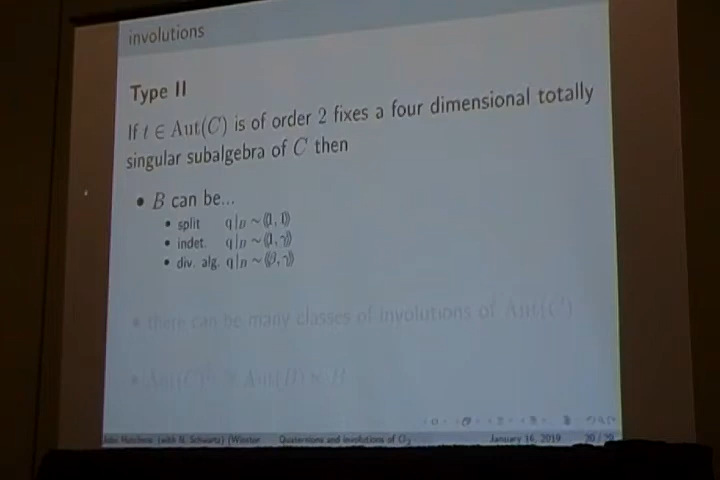 involutions
Type II
If t ∈ Aut(C) is of order 2 fixes a four dimensional totally
singular subalgebra of C then
• B can be...
• split
• indet.
• div. alg.
• there can be many classes of involutions of Aut(C)
(with N. Schwartz) Quaternions and involutions of January 16, 2019